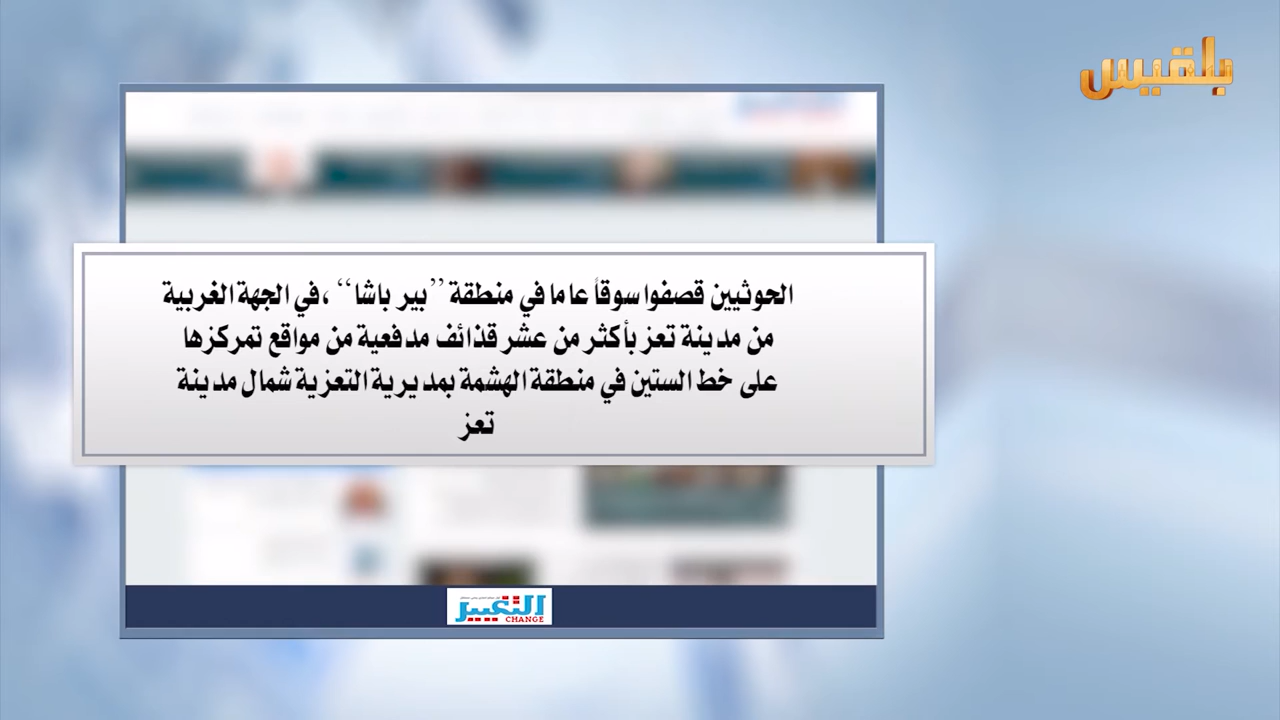 بلقيس
الحوثيين قصفوا سوقاً عاما في منطقة ”بير باشا“ ،في الجهة الغربية
من مدينة تعز بأكثر من عشر قذائف مدفعية من مواقع تمركزها
على خط الستين في منطقة الهشمة بمديرية التعزية شمال مدينة
تعز
التغيير
CHANGE